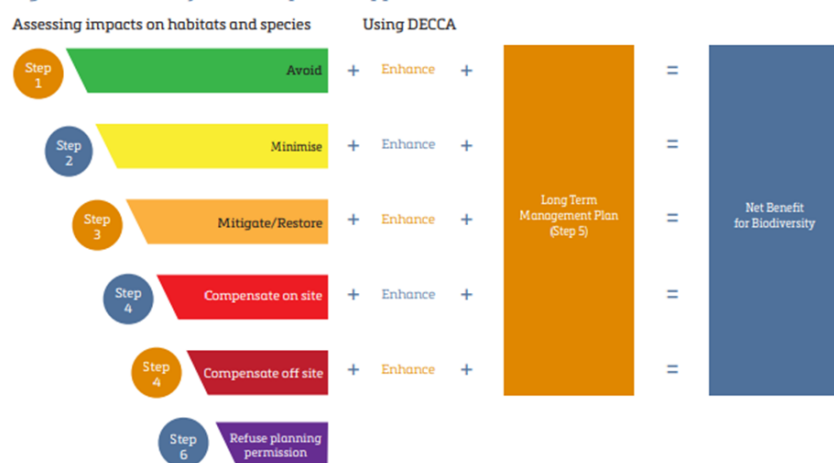 Assessing impacts on habitats and species
Using DECCA
Step
1
Avoid
+ Enhance + =
Step
2
Minimise
+ Enhance + =
Step
3
Mitigate/Restore
+ Enhance + =
Step
4
Compensate on site
+ Enhance + =
Step
4
Compensate off site
+ Enhance + =
Step
6
Refuse planning
permission
Long Term
Management Plan
(Step 5)
Net Benefit
for Biodiversity